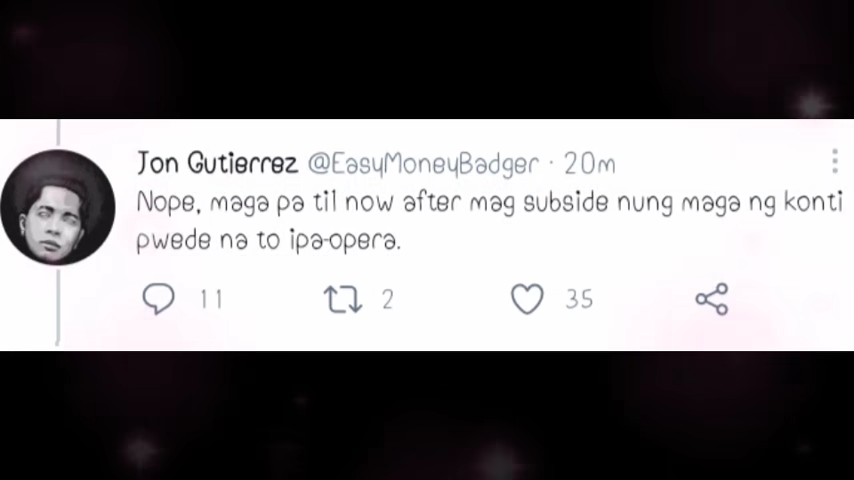 Jon Gutierrez @EasyMoneyBadger · 20m
Nope, maga pa til now after mag subside nung maga ng konti
pwede na to ipa-opera.
11 2 35